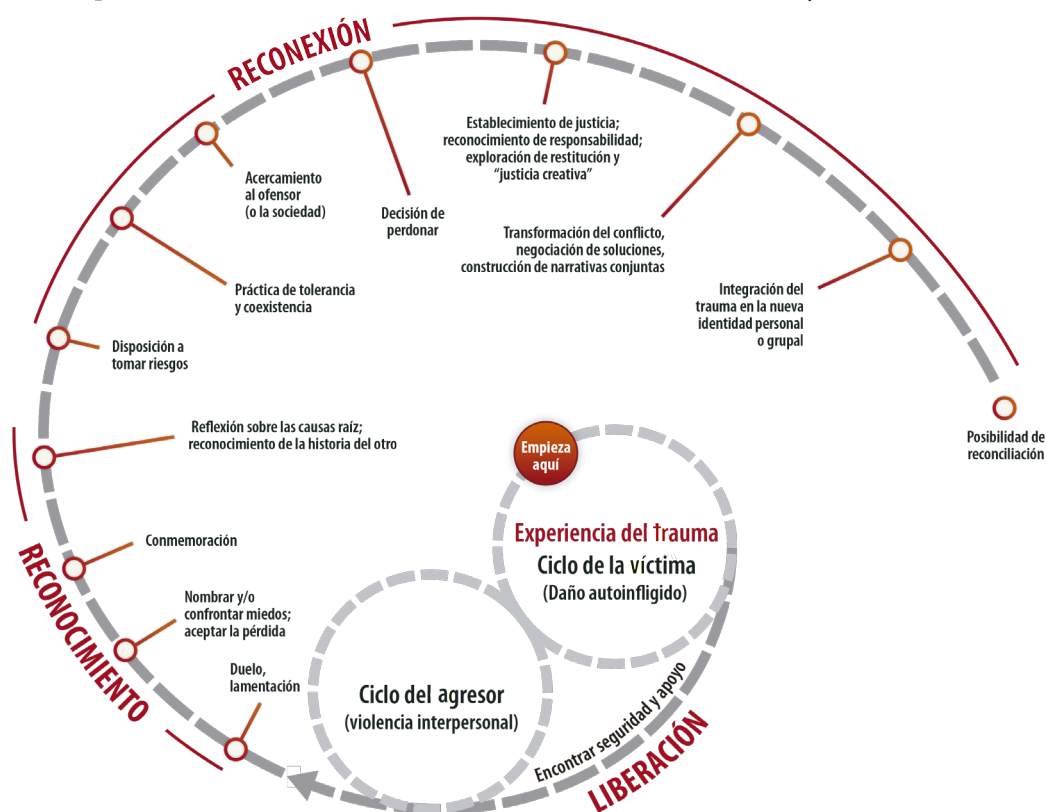 RECONEXIÓN
Establecimiento de justicia;
reconocimiento de responsabilidad;
exploración de restitución y
“justicia creativa”
Acercamiento
al ofensor
(o la sociedad)
Decisión de
perdonar
Transformación del conflicto,
negociación de soluciones,
construcción de narrativas conjuntas
Práctica de tolerancia
y coexistencia
Integración del
trauma en la nueva
identidad personal
o grupal
Disposición a
tomar riesgos
Reflexión sobre las causas raíz;
reconocimiento de la historia del otro
Posibilidad de
reconciliación
Empieza
aquí
Experiencia del trauma
Ciclo de la víctima
(Daño autoinfligido)
Conmemoración
RECONOCIMIENTO
Nombrar y/o
confrontar miedos;
aceptar la pérdida
Duelo,
lamentación
Ciclo del agresor
(violencia interpersonal)
Encontrar seguridad y apoyo
LIBERACIÓN